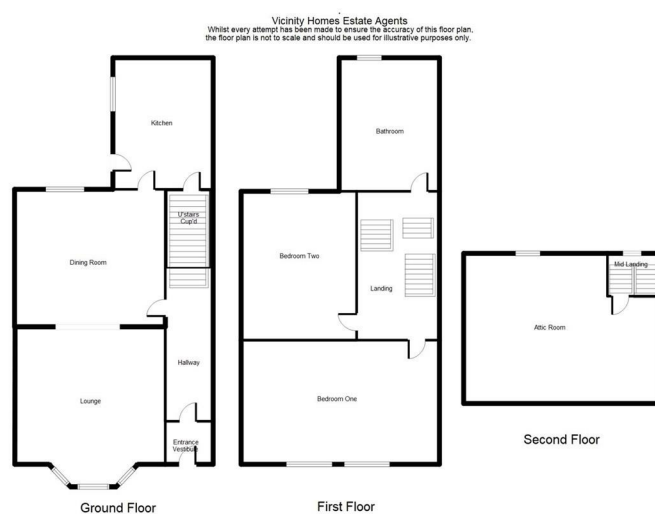 Vicinity Homes Estate Agents
Whilst every attempt has been made to ensure the accuracy of this floor plan,
the floor plan is not to scale and should be used for illustrative purposes only.
Kitchen
U'stairs
Cup'd
Dining Room
Hallway
Lounge
Entrance
Vestibule
Ground Floor
Bathroom
Bedroom Two
Landing
Bedroom One
First Floor
Mid Landing
Attic Room
Second Floor